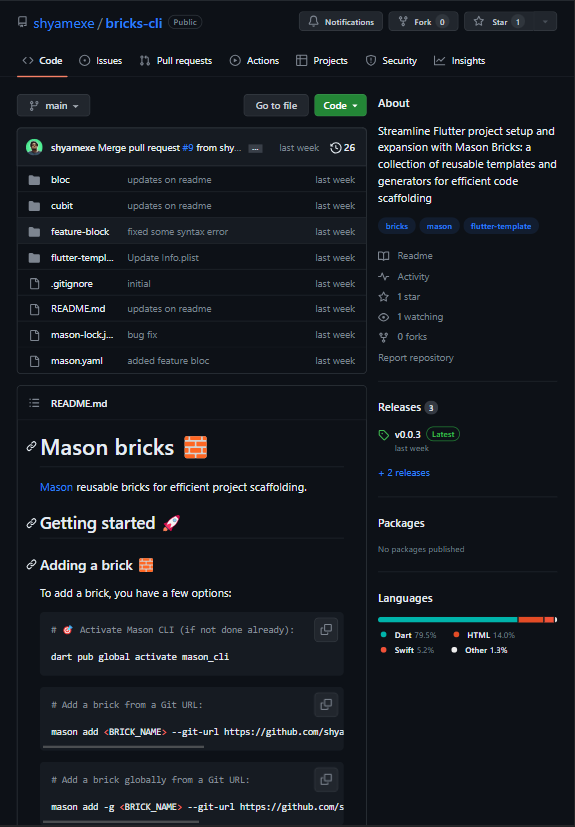 shyamexe / bricks-cli Public
Notifications
Fork 0
Star 1
Code
Issues
Pull requests
Actions
Projects
Security
Insights
main
Go to file
Code
shyamexe Merge pull request #9 from shy... ... last week 26
bloc updates on readme last week
cubit updates on readme last week
feature-block fixed some syntax error last week
flutter-templ... Update Info.plist last week
.gitignore initial last week
README.md updates on readme last week
mason-lock.j... bug fix last week
mason.yaml added feature bloc last week
README.md
Mason bricks 🧱
Mason reusable bricks for efficient project scaffolding.
Getting started 🚀
Adding a brick 🧱
To add a brick, you have a few options:
# 🎯 Activate Mason CLI (if not done already):
dart pub global activate mason_cli
# Add a brick from a Git URL:
mason add <BRICK_NAME> --git-url https://github.com/shya
# Add a brick globally from a Git URL:
mason add -g <BRICK_NAME> --git-url https://github.com/s
About
Streamline Flutter project setup and
expansion with Mason Bricks: a
collection of reusable templates and
generators for efficient code
scaffolding
bricks mason flutter-template
Readme
Activity
1 star
1 watching
0 forks
Report repository
Releases 3
v0.0.3 Latest
last week
+ 2 releases
Packages
No packages published
Languages
Dart 79.5% HTML 14.0%
Swift 5.2% Other 1.3%